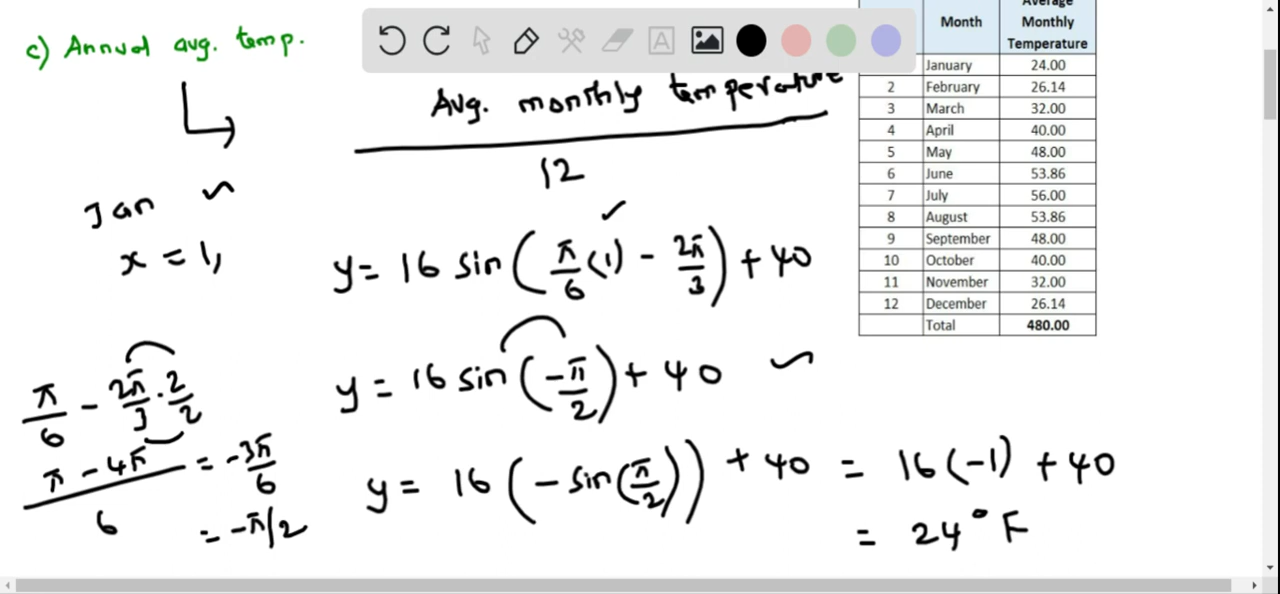 c) Annual avg. temp.
Avg. monthly temperature
12
Jan
x = 1,
y = 16 sin ( π/6 (1) - 2π/3 ) + 40
y = 16 sin ( -π/2 ) + 40
π/6 - 2π/3 · 2/2
π - 4π / 6 = -3π/6
= -π/2
y = 16 ( - sin ( π/2 ) ) + 40 = 16 (-1) + 40
= 24° F
Month Average Monthly Temperature
January 24.00
2 February 26.14
3 March 32.00
4 April 40.00
5 May 48.00
6 June 53.86
7 July 56.00
8 August 53.86
9 September 48.00
10 October 40.00
11 November 32.00
12 December 26.14
Total 480.00